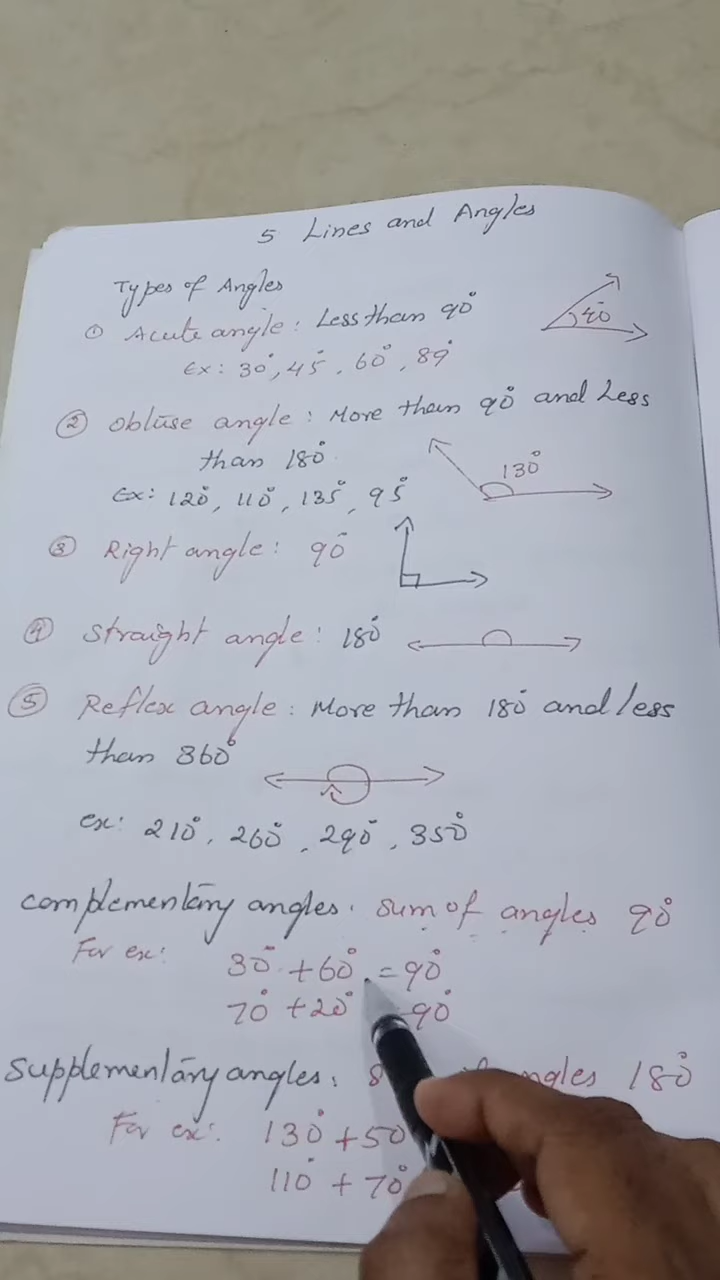 5 Lines and Angles
Types of Angles
① Acute angle: Less than 90°
40°
Ex: 30°, 45°, 60°, 89°
② Obtuse angle: More than 90° and Less
than 180°
130°
Ex: 120°, 110°, 135°, 95°
③ Right angle: 90°
④ Straight angle: 180°
⑤ Reflex angle: More than 180° and less
than 360°
ex: 210°, 260°, 290°, 350°
complementary angles: sum of angles 90°
For ex: 30° + 60° = 90°
70° + 20° = 90°
supplementary angles: angles 180°
For ex: 130° + 50
110° + 70°